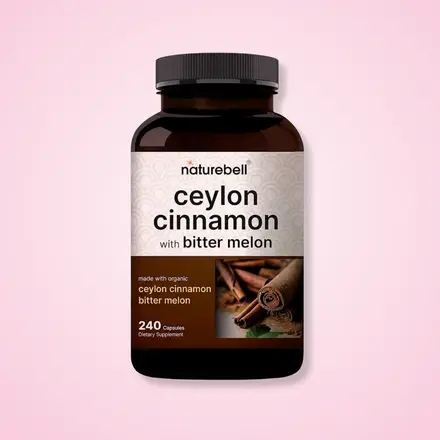 naturebell®
ceylon
cinnamon
with bitter melon
made with organic
ceylon cinnamon
bitter melon
240 Capsules
Dietary Supplement